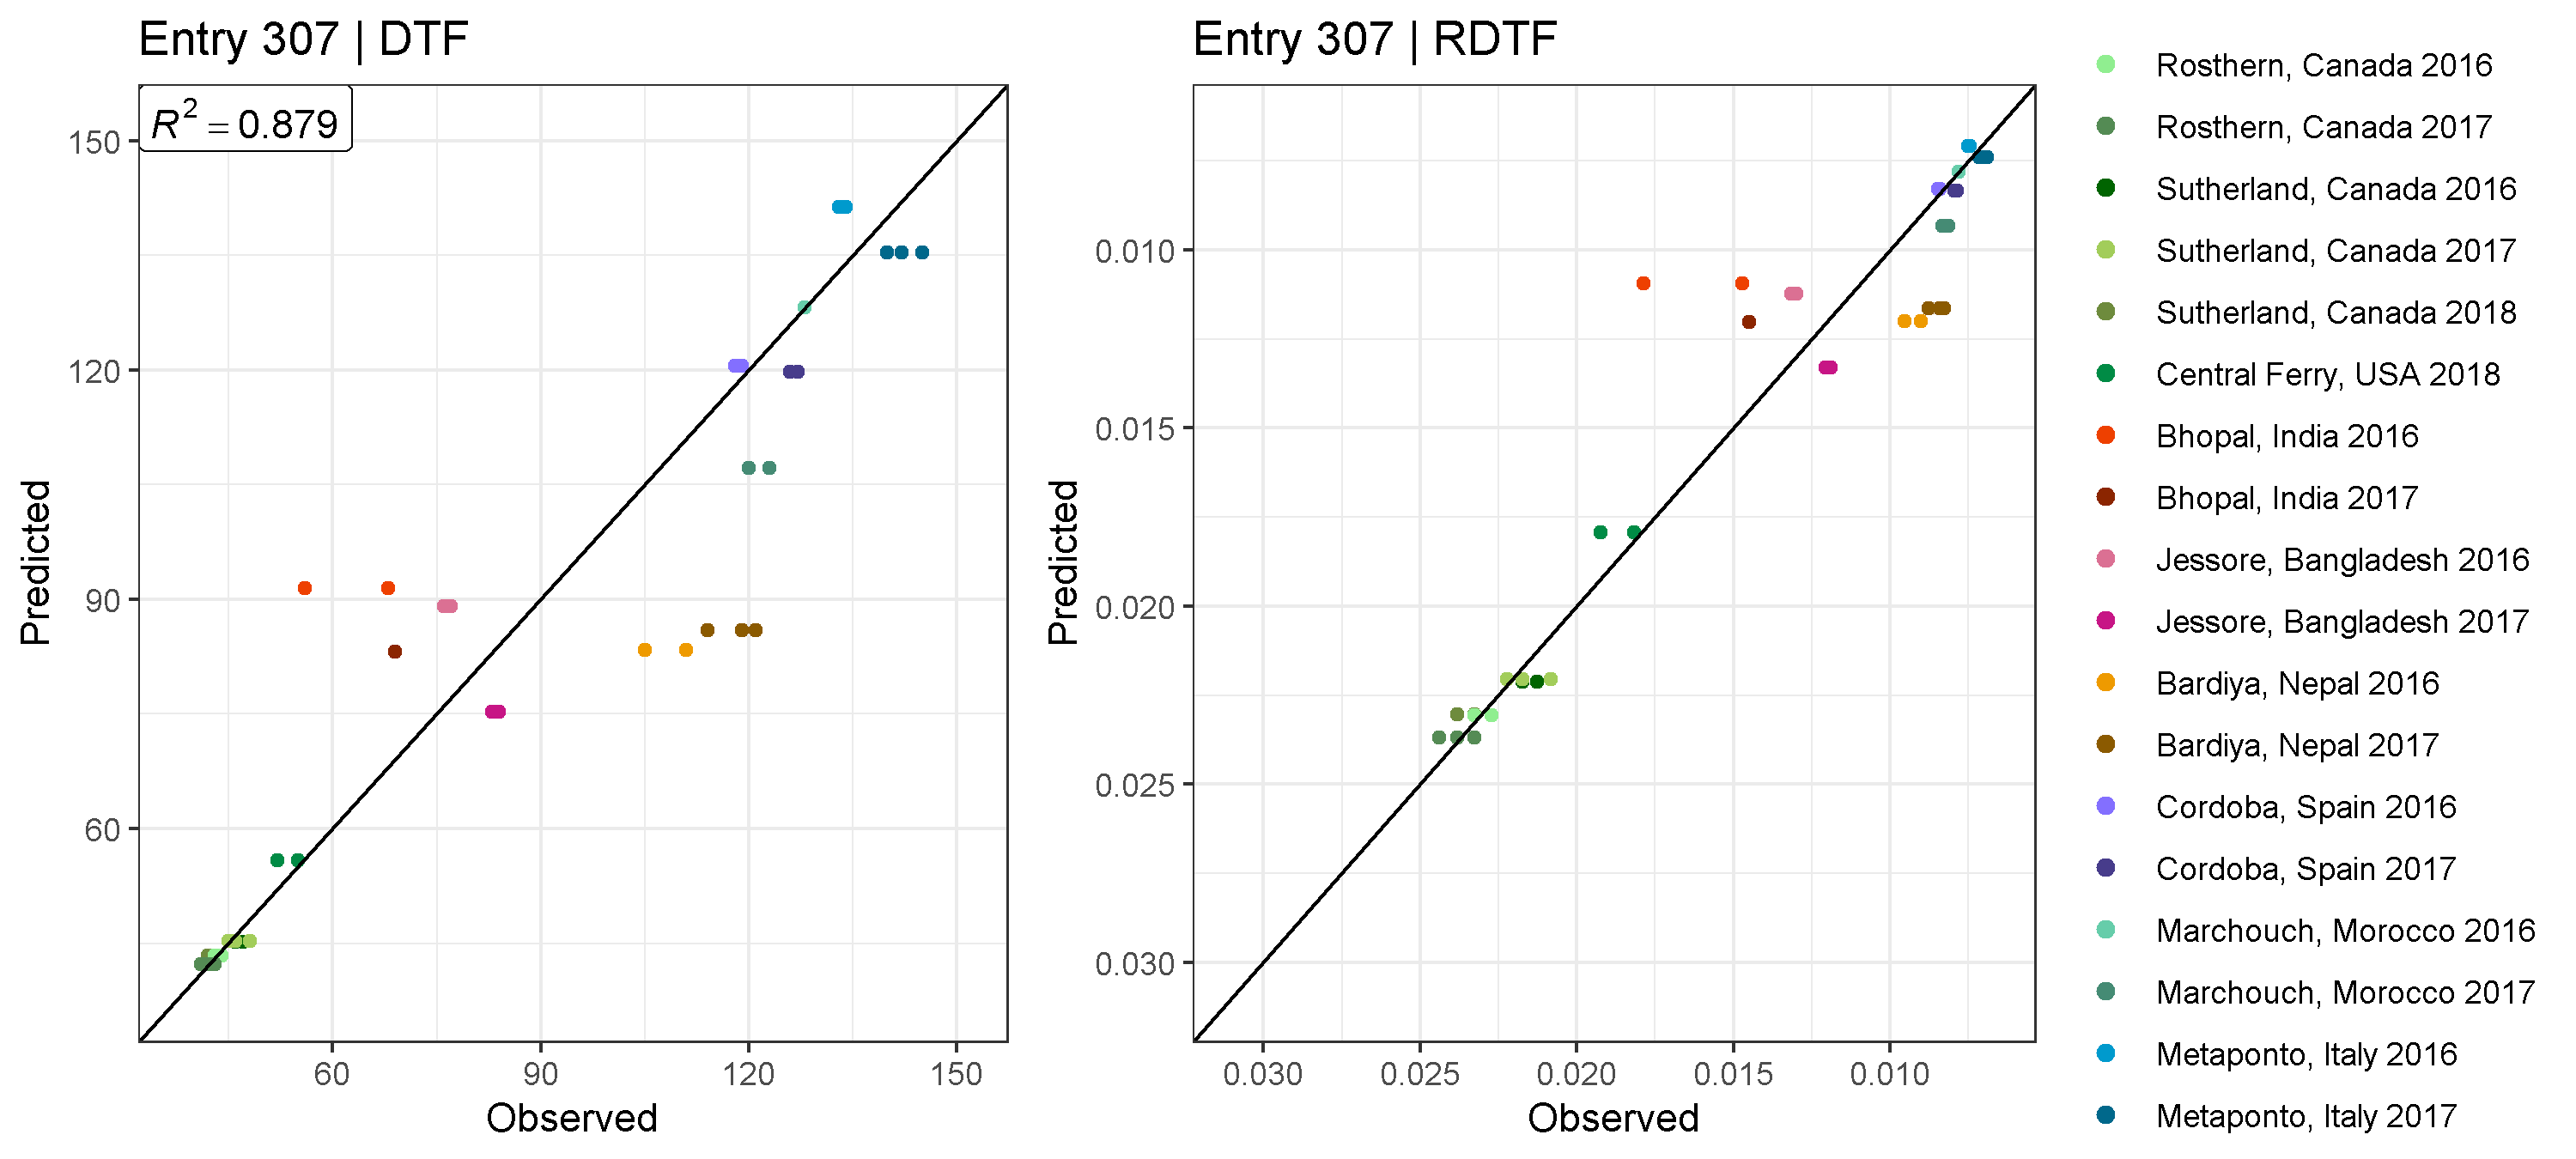 Entry 307 | DTF
R² = 0.879
150
120
90
60
Predicted
60 90 120 150
Observed
Entry 307 | RDTF
0.010
0.015
0.020
0.025
0.030
Predicted
0.030 0.025 0.020 0.015 0.010
Observed
Rosthern, Canada 2016
Rosthern, Canada 2017
Sutherland, Canada 2016
Sutherland, Canada 2017
Sutherland, Canada 2018
Central Ferry, USA 2018
Bhopal, India 2016
Bhopal, India 2017
Jessore, Bangladesh 2016
Jessore, Bangladesh 2017
Bardiya, Nepal 2016
Bardiya, Nepal 2017
Cordoba, Spain 2016
Cordoba, Spain 2017
Marchouch, Morocco 2016
Marchouch, Morocco 2017
Metaponto, Italy 2016
Metaponto, Italy 2017